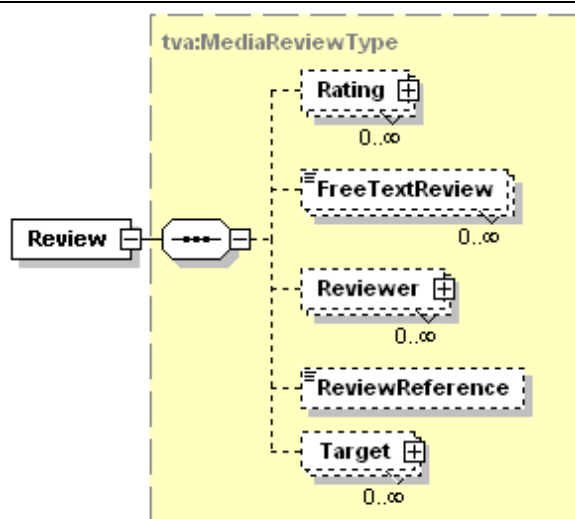 tva:MediaReviewType
Rating
0..∞
FreeTextReview
0..∞
Review
Reviewer
0..∞
ReviewReference
Target
0..∞